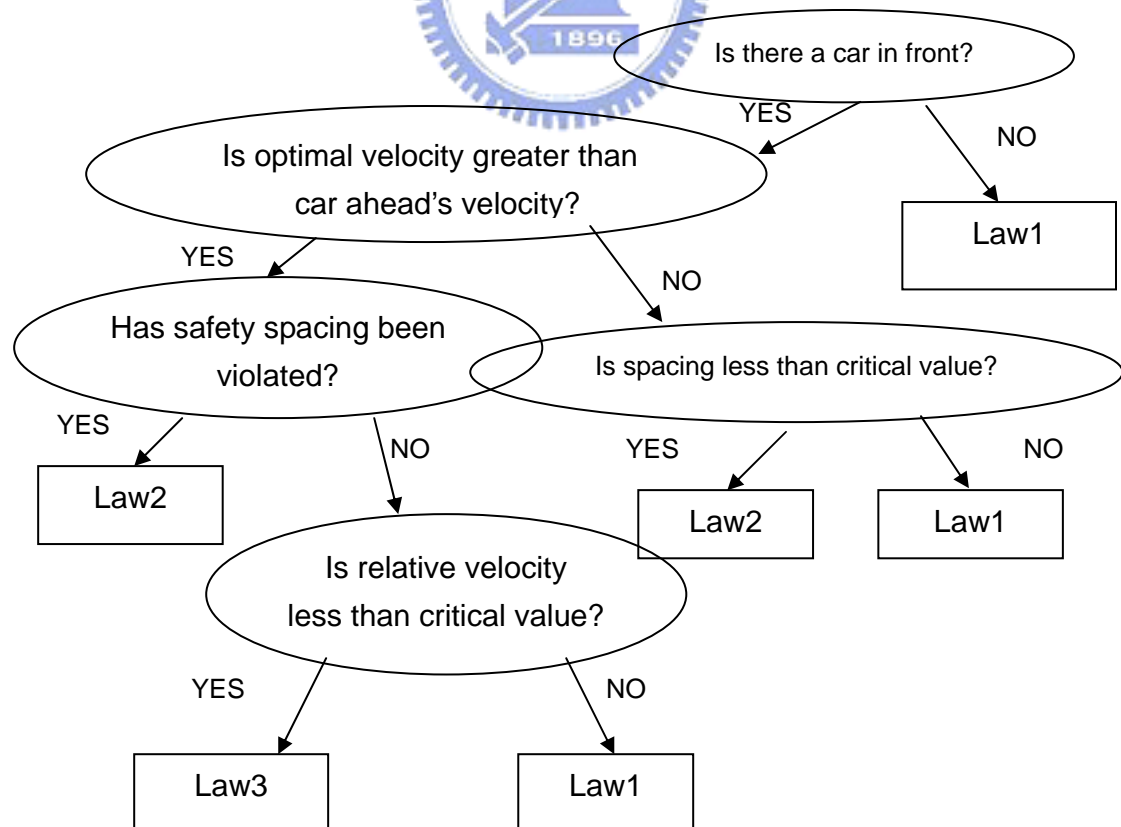 1896
Is there a car in front?
YES
NO
Is optimal velocity greater than
car ahead's velocity?
Law1
YES
NO
Has safety spacing been
violated?
Is spacing less than critical value?
YES
NO
YES
NO
Law2
Law2
Law1
Is relative velocity
less than critical value?
YES
NO
Law3
Law1